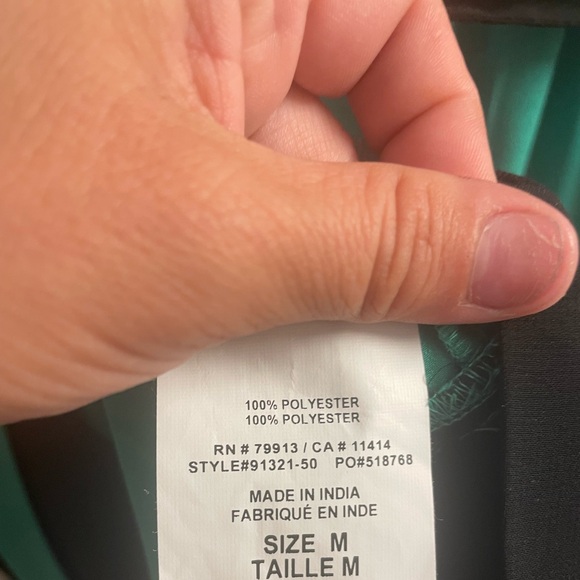 100% POLYESTER
100% POLYESTER
RN # 79913 / CA # 11414
STYLE#91321-50 PO#518768
MADE IN INDIA
FABRIQUÉ EN INDE
SIZE M
TAILLE M